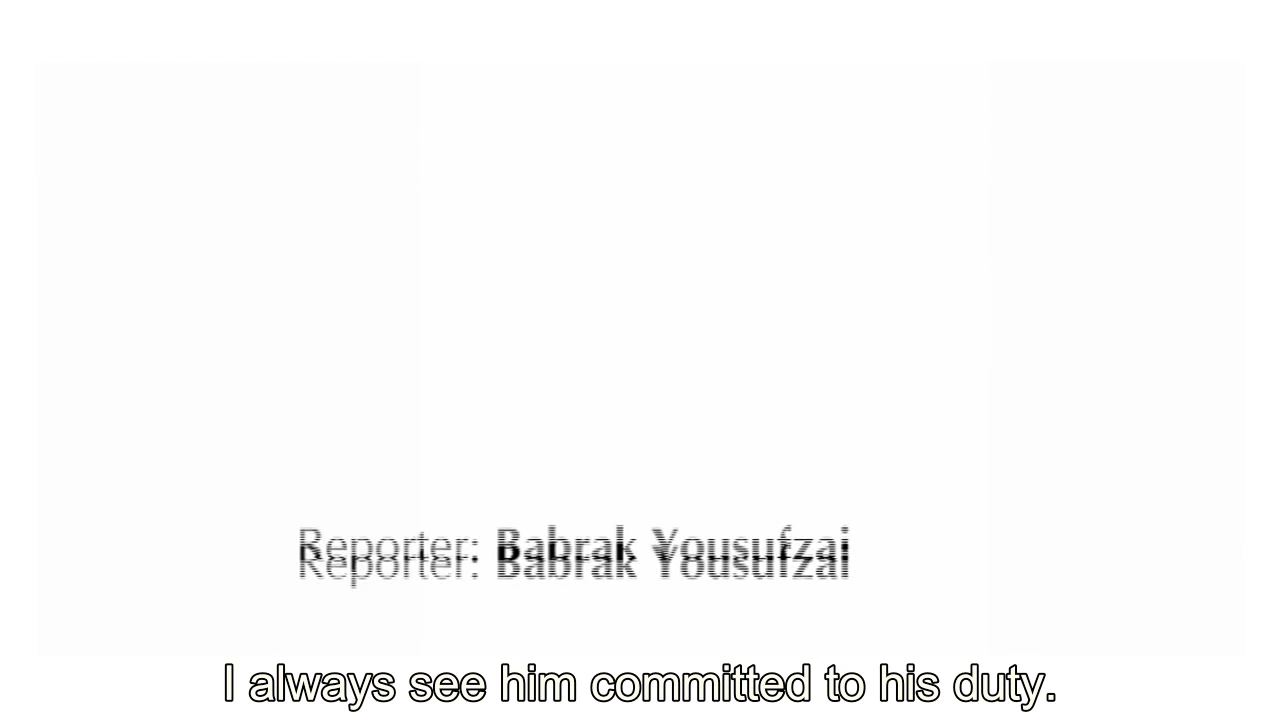 Reporter: Babrak Yousufzai
I always see him committed to his duty.